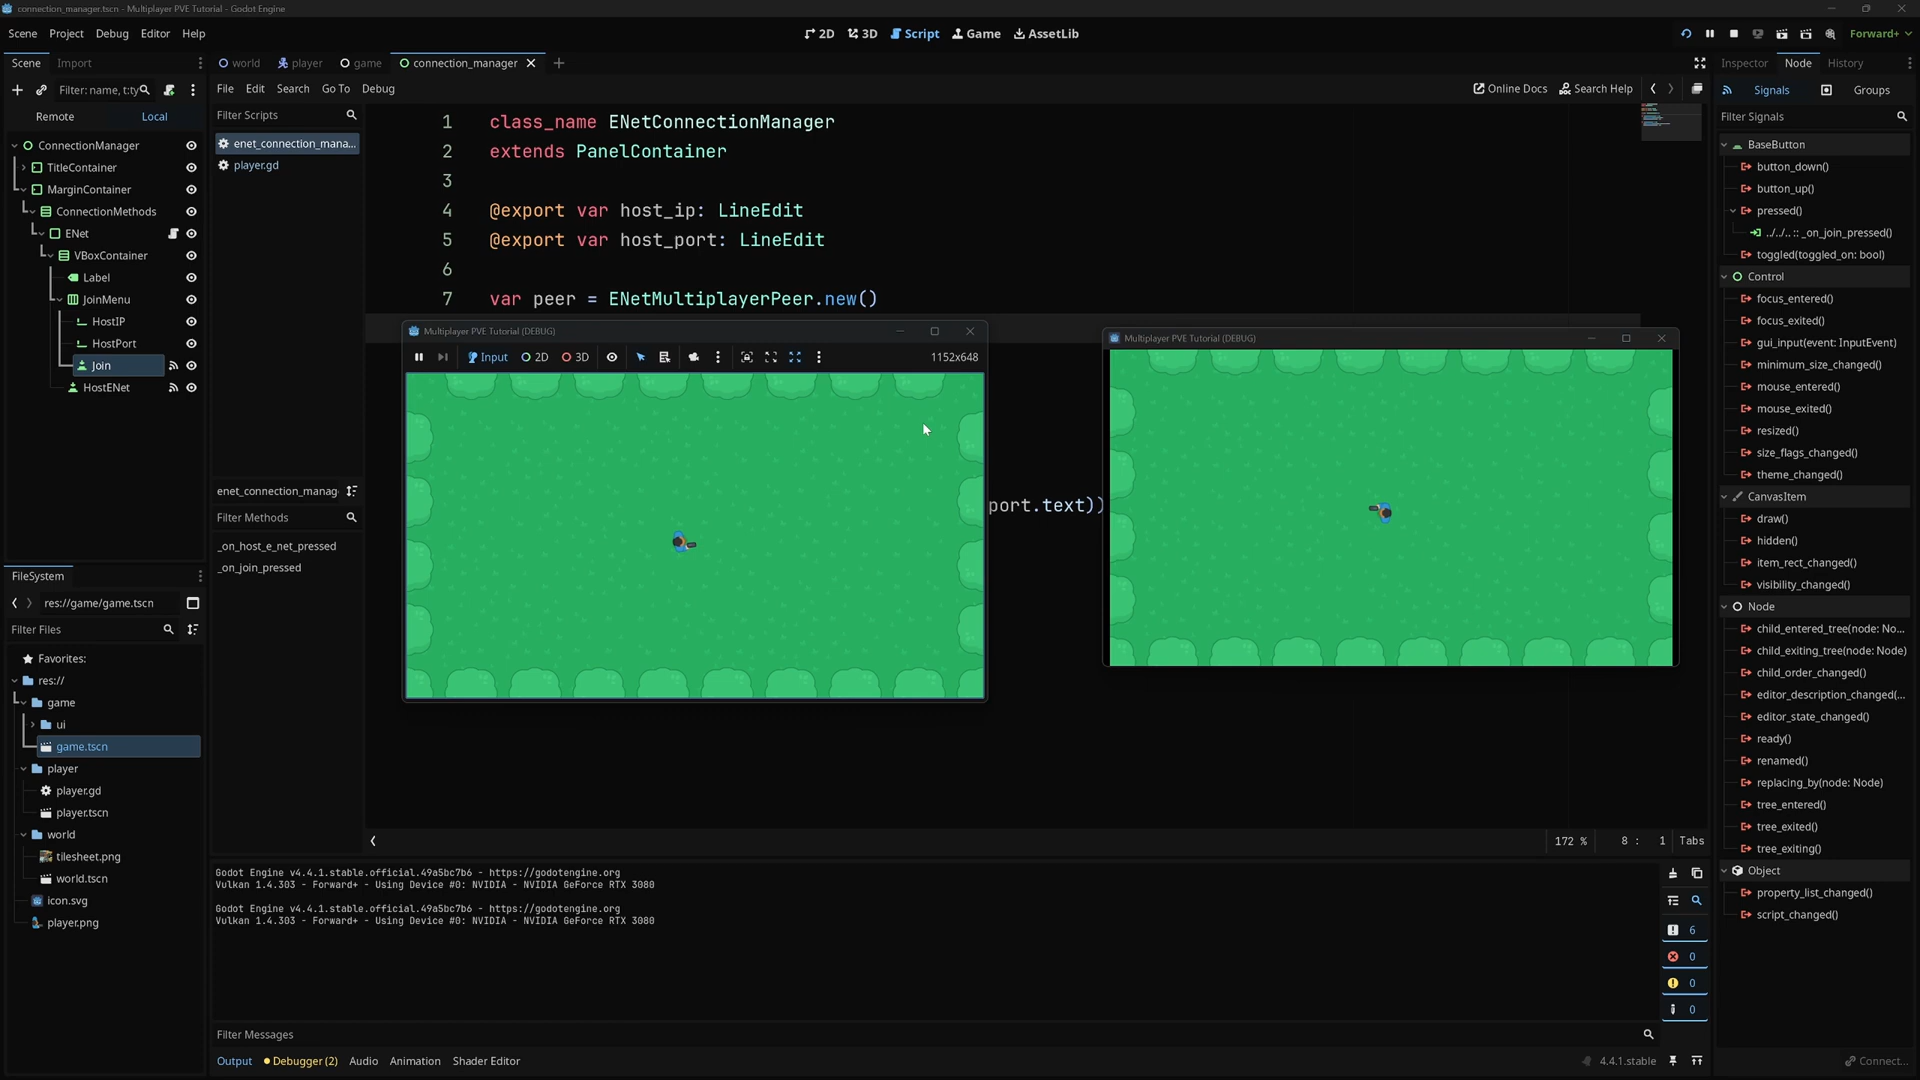 connection_manager.tscn - Multiplayer PVE Tutorial - Godot Engine
Scene Project Debug Editor Help
2D 3D Script Game AssetLib
Forward+
Scene Import
world player game connection_manager
Inspector Node History
Filter: name, t:ty
File Edit Search Go To Debug
Online Docs Search Help
Signals Groups
Remote Local
Filter Scripts
Filter Signals
enet_connection_mana...
player.gd
ConnectionManager
TitleContainer
MarginContainer
ConnectionMethods
ENet
VBoxContainer
Label
JoinMenu
HostIP
HostPort
Join
HostENet
1 class_name ENetConnectionManager
2 extends PanelContainer
3
4 @export var host_ip: LineEdit
5 @export var host_port: LineEdit
6
7 var peer = ENetMultiplayerPeer.new()
port.text))
Multiplayer PVE Tutorial (DEBUG)
Input 2D 3D 1152x648
Multiplayer PVE Tutorial (DEBUG)
enet_connection_manag
Filter Methods
_on_host_e_net_pressed
_on_join_pressed
BaseButton
button_down()
button_up()
pressed()
../../.. :: _on_join_pressed()
toggled(toggled_on: bool)
Control
focus_entered()
focus_exited()
gui_input(event: InputEvent)
minimum_size_changed()
mouse_entered()
mouse_exited()
resized()
size_flags_changed()
theme_changed()
CanvasItem
draw()
hidden()
item_rect_changed()
visibility_changed()
Node
child_entered_tree(node: No...
child_exiting_tree(node: Node)
child_order_changed()
editor_description_changed(...
editor_state_changed()
ready()
renamed()
replacing_by(node: Node)
tree_entered()
tree_exited()
tree_exiting()
Object
property_list_changed()
script_changed()
FileSystem
res://game/game.tscn
Filter Files
Favorites:
res://
game
ui
game.tscn
player
player.gd
player.tscn
world
tilesheet.png
world.tscn
icon.svg
player.png
172 % 8 : 1 Tabs
Godot Engine v4.4.1.stable.official.49a5bc7b6 - https://godotengine.org
Vulkan 1.4.303 - Forward+ - Using Device #0: NVIDIA - NVIDIA GeForce RTX 3080
Godot Engine v4.4.1.stable.official.49a5bc7b6 - https://godotengine.org
Vulkan 1.4.303 - Forward+ - Using Device #0: NVIDIA - NVIDIA GeForce RTX 3080
6
0
0
0
Filter Messages
Output Debugger (2) Audio Animation Shader Editor
4.4.1.stable
Connect...